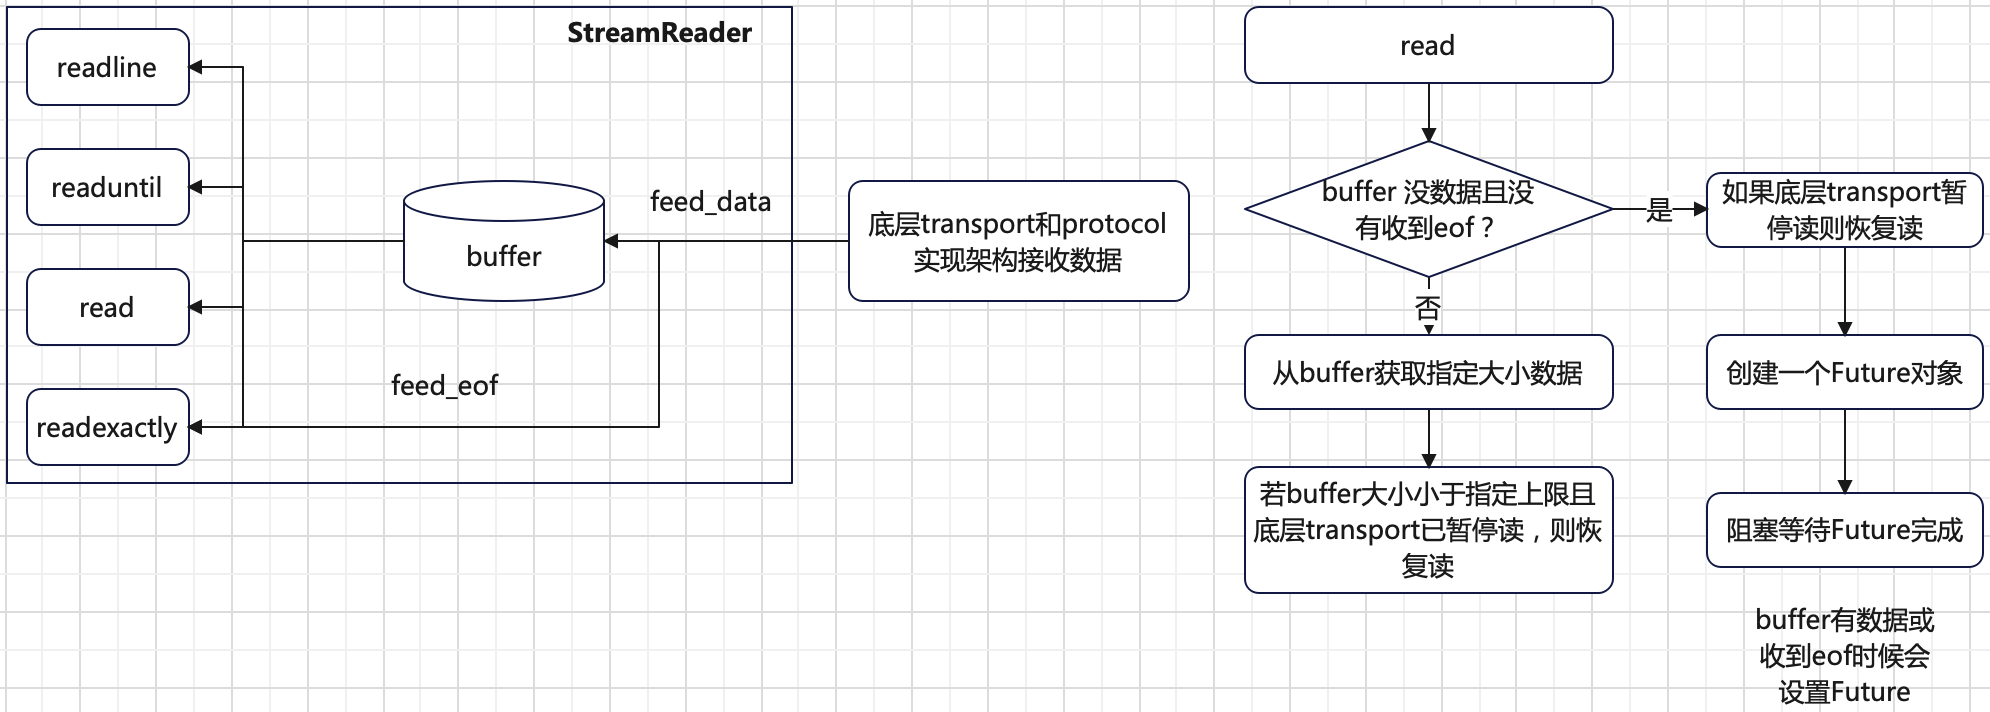 StreamReader
readline
readuntil
read
readexactly
buffer
feed_data
feed_eof
底层transport和protocol
实现架构接收数据
read
buffer 没数据且没
有收到eof？
是
如果底层transport暂
停读则恢复读
否
从buffer获取指定大小数据
创建一个Future对象
若buffer大小小于指定上限且
底层transport已暂停读，则恢
复读
阻塞等待Future完成
buffer有数据或
收到eof时候会
设置Future